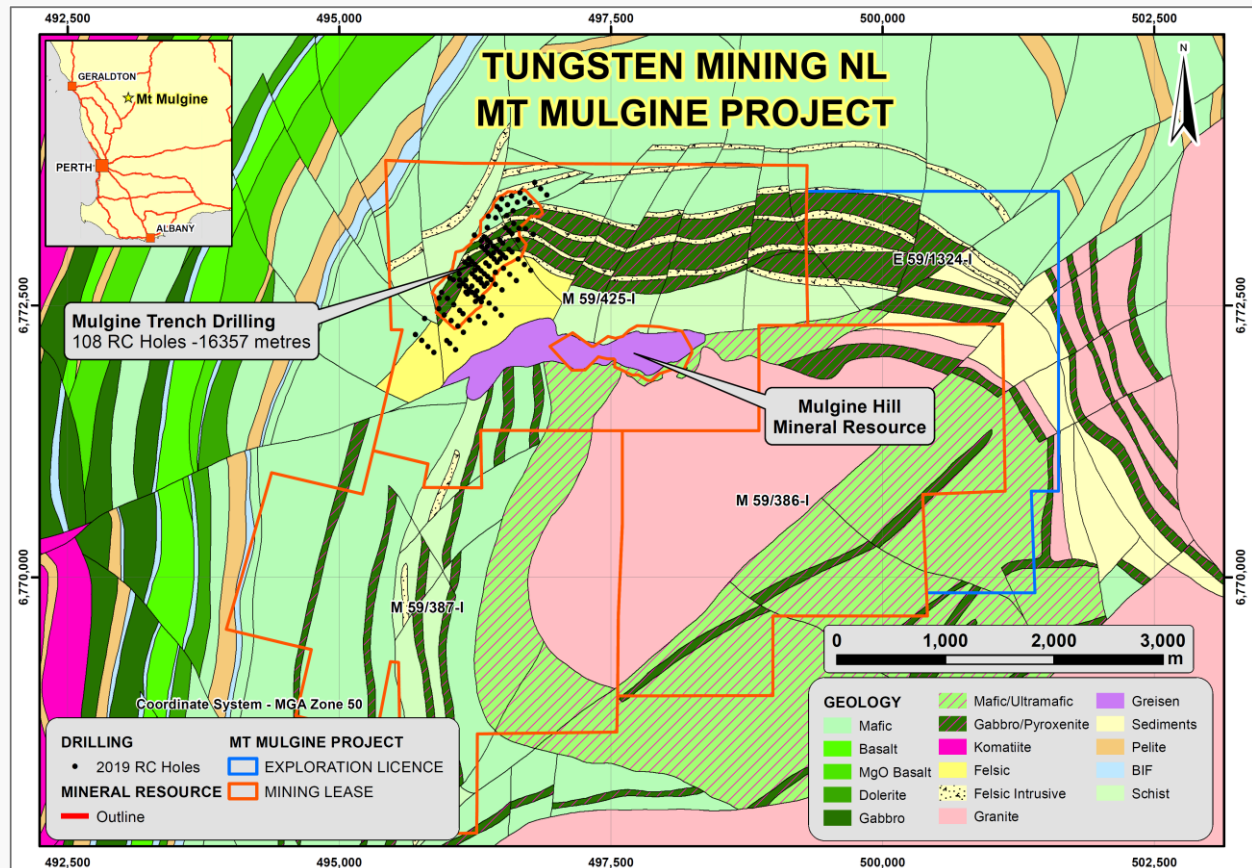 492,500
495,000
497,500
500,000
502,500
TUNGSTEN MINING NL
MT MULGINE PROJECT
N
GERALDTON
Mt Mulgine
PERTH
ALBANY
6,772,500
6,772,500
E 59/1324-I
M 59/425-I
Mulgine Trench Drilling
108 RC Holes -16357 metres
Mulgine Hill
Mineral Resource
M 59/386-I
6,770,000
6,770,000
M 59/387-I
0
1,000
2,000
3,000
m
Coordinate System - MGA Zone 50
DRILLING
2019 RC Holes
MINERAL RESOURCE
Outline
MT MULGINE PROJECT
EXPLORATION LICENCE
MINING LEASE
GEOLOGY
Mafic
Basalt
MgO Basalt
Dolerite
Gabbro
Mafic/Ultramafic
Gabbro/Pyroxenite
Komatiite
Felsic
Felsic Intrusive
Granite
Greisen
Sediments
Pelite
BIF
Schist
492,500
495,000
497,500
500,000
502,500